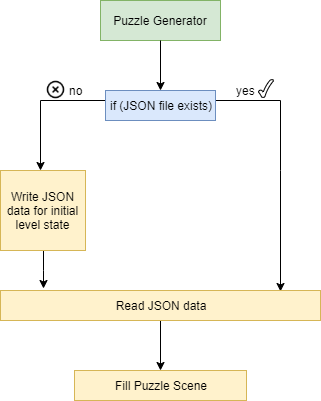 Puzzle Generator
no
if (JSON file exists)
yes
Write JSON
data for initial
level state
Read JSON data
Fill Puzzle Scene